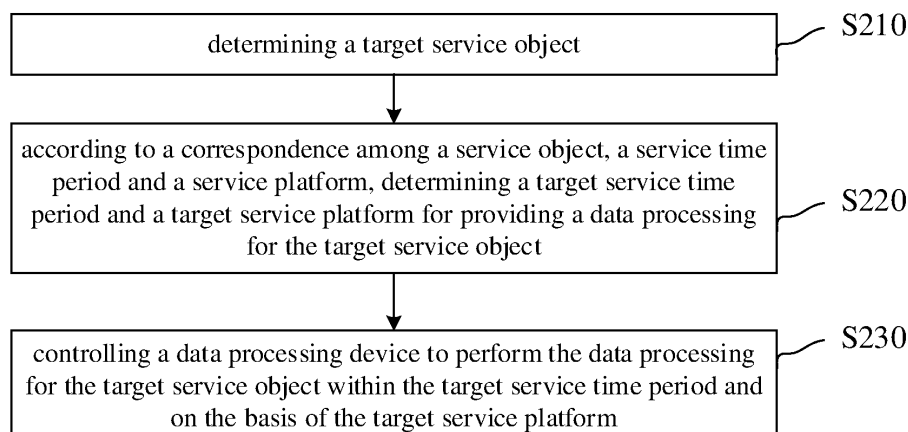 determining a target service object
S210
according to a correspondence among a service object, a service time
period and a service platform, determining a target service time
period and a target service platform for providing a data processing
for the target service object
S220
controlling a data processing device to perform the data processing
for the target service object within the target service time period and
on the basis of the target service platform
S230